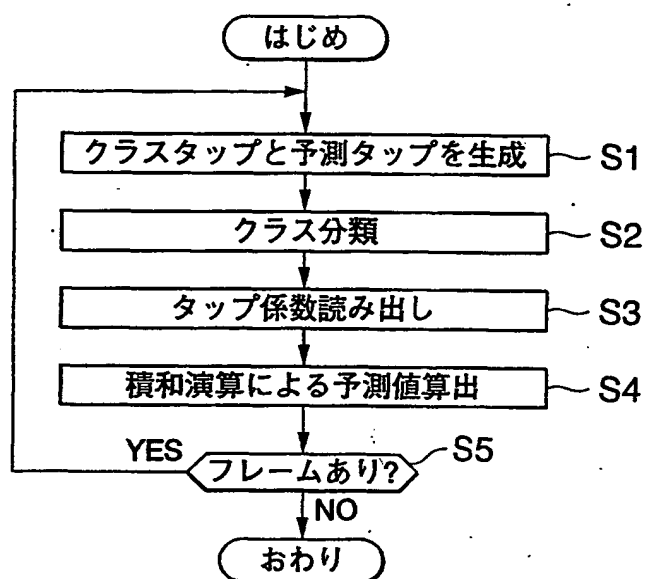 はじめ
クラスタップと予測タップを生成 S1
クラス分類 S2
タップ係数読み出し S3
積和演算による予測値算出 S4
YES フレームあり? S5
NO
おわり